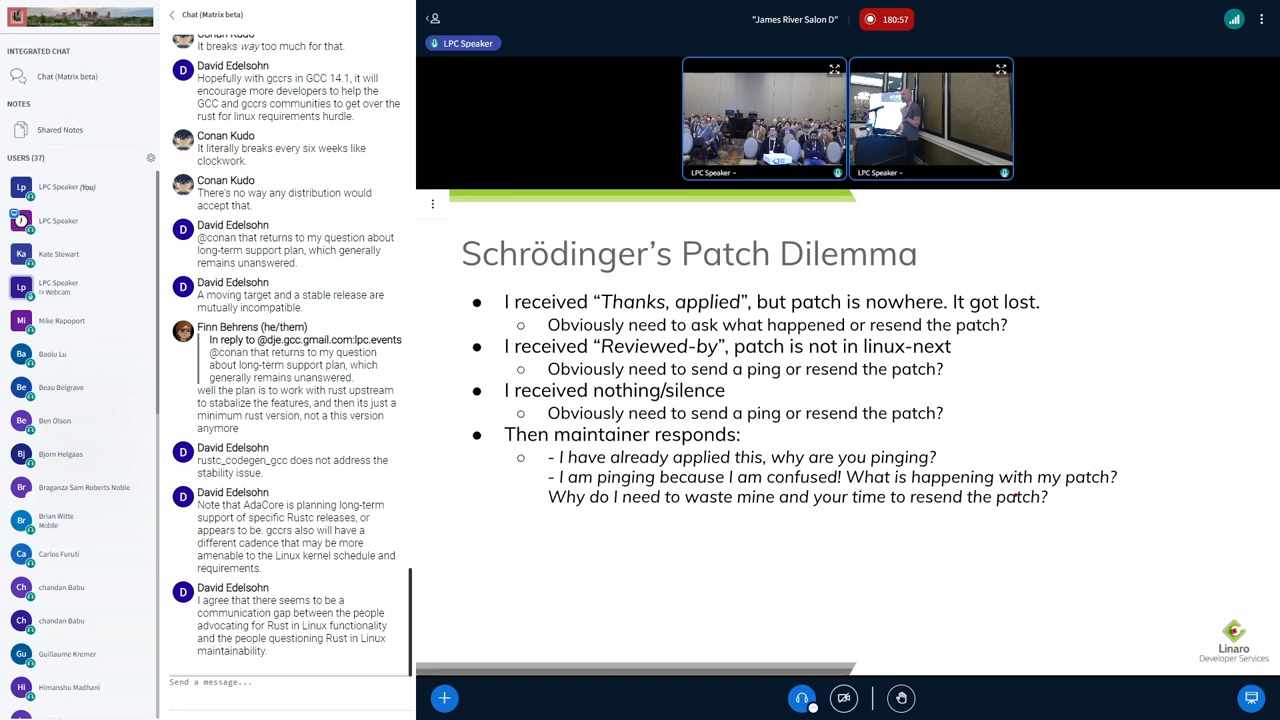 INTEGRATED CHAT
Chat (Matrix beta)
NOTES
Shared Notes
USERS (37)
Lp LPC Speaker (You)
LPC Speaker
Ka Kate Stewart
Lp LPC Speaker
Webcam
Mi Mike Rapoport
Ba Baolu Lu
Be Beau Belgrave
Be Ben Olson
Bj Bjorn Helgaas
Br Braganza Sam Roberts Noble
Br Brian Witte
Mobile
Ca Carlos Furuti
Ch chandan Babu
Ch chandan Babu
Gu Guillaume Kremer
Hi Himanshu Madhani
Chat (Matrix beta)
Conan Kudo
It breaks way too much for that.
D David Edelsohn
Hopefully with gccrs in GCC 14.1, it will
encourage more developers to help the
GCC and gccrs communities to get over the
rust for linux requirements hurdle.
Conan Kudo
It literally breaks every six weeks like
clockwork.
Conan Kudo
There's no way any distribution would
accept that.
D David Edelsohn
@conan that returns to my question about
long-term support plan, which generally
remains unanswered.
D David Edelsohn
A moving target and a stable release are
mutually incompatible.
Finn Behrens (he/them)
In reply to @dje.gcc.gmail.com:lpc.events
@conan that returns to my question
about long-term support plan, which
generally remains unanswered.
well the plan is to work with rust upstream
to stabalize the features, and then its just a
minimum rust version, not a this version
anymore
D David Edelsohn
rustc_codegen_gcc does not address the
stability issue.
D David Edelsohn
Note that AdaCore is planning long-term
support of specific Rustc releases, or
appears to be. gccrs also will have a
different cadence that may be more
amenable to the Linux kernel schedule and
requirements.
D David Edelsohn
I agree that there seems to be a
communication gap between the people
advocating for Rust in Linux functionality
and the people questioning Rust in Linux
maintainability.
Send a message...
"James River Salon D"
180:57
LPC Speaker
LPC Speaker
LPC Speaker
Schrödinger's Patch Dilemma
● I received “Thanks, applied”, but patch is nowhere. It got lost.
○ Obviously need to ask what happened or resend the patch?
● I received “Reviewed-by”, patch is not in linux-next
○ Obviously need to send a ping or resend the patch?
● I received nothing/silence
○ Obviously need to send a ping or resend the patch?
● Then maintainer responds:
○ - I have already applied this, why are you pinging?
- I am pinging because I am confused! What is happening with my patch?
Why do I need to waste mine and your time to resend the patch?
Linaro
Developer Services